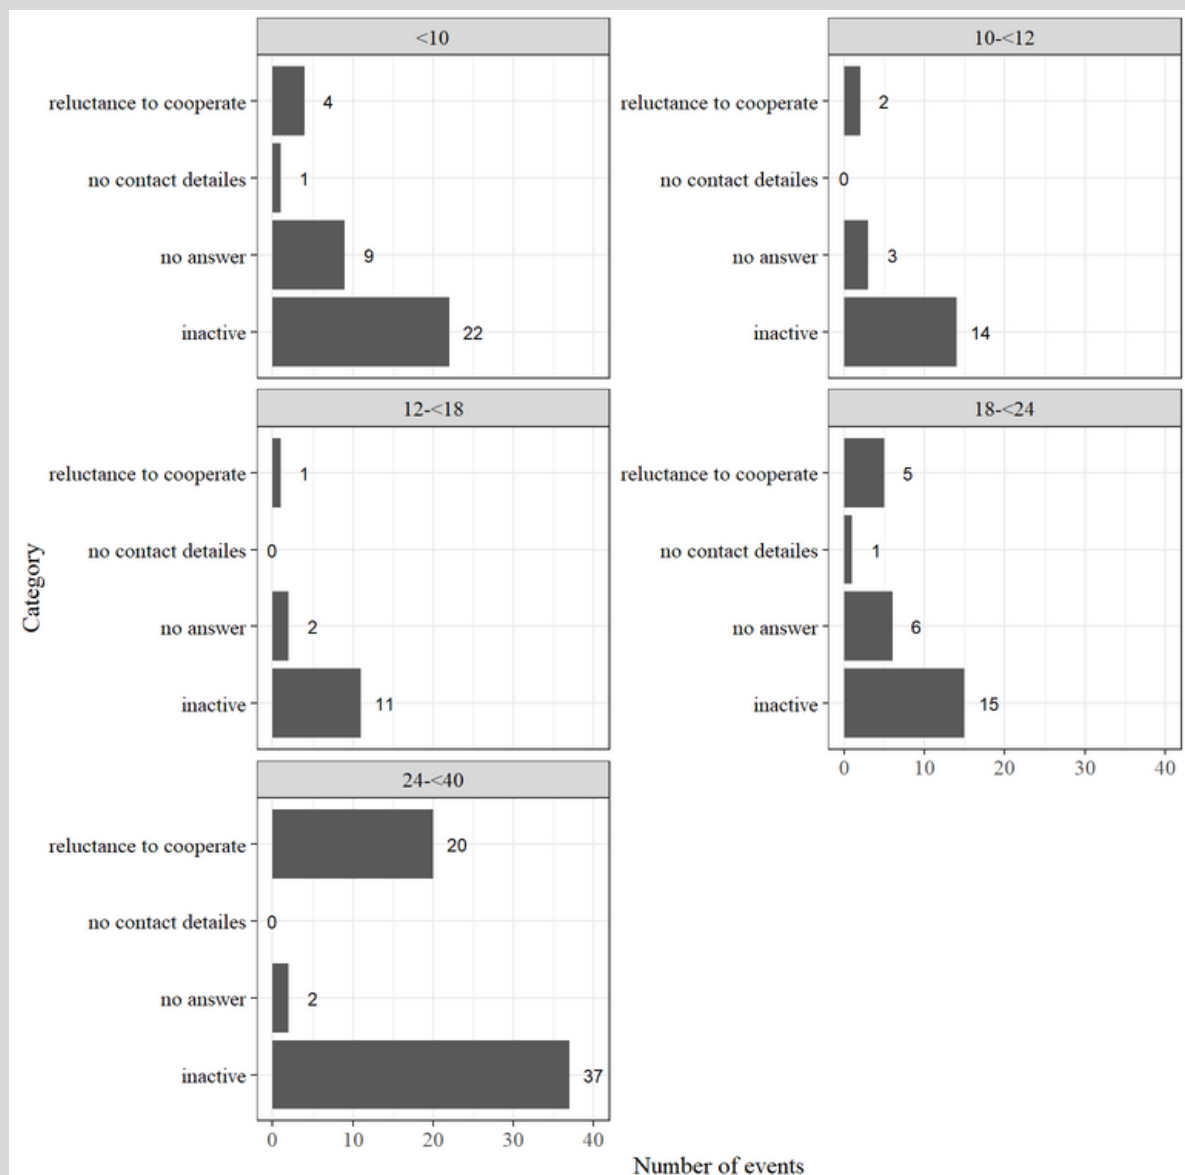 <10
reluctance to cooperate 4
no contact detailes 1
no answer 9
inactive 22
10-<12
reluctance to cooperate 2
no contact detailes 0
no answer 3
inactive 14
12-<18
reluctance to cooperate 1
no contact detailes 0
no answer 2
inactive 11
18-<24
reluctance to cooperate 5
no contact detailes 1
no answer 6
inactive 15
0 10 20 30 40
24-<40
reluctance to cooperate 20
no contact detailes 0
no answer 2
inactive 37
0 10 20 30 40
Category
Number of events